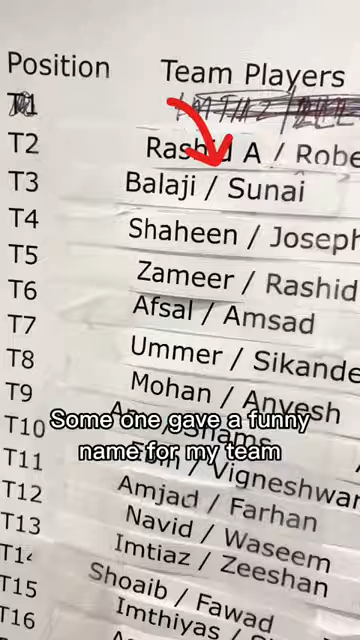 Position Team Players
T1
T2 Rashid A / Robe
T3 Balaji / Sunai
T4 Shaheen / Joseph
T5 Zameer / Rashid
T6 Afsal / Amsad
T7 Ummer / Sikande
T8 Mohan / Anvesh
T9 / Shams
T10 / Vigneshwar
T11 Amjad / Farhan
T12 Navid / Waseem
T13 Imtiaz / Zeeshan
T14 Shoaib / Fawad
T15 Imthiyas /
T16
Some one gave a funny
name for my team